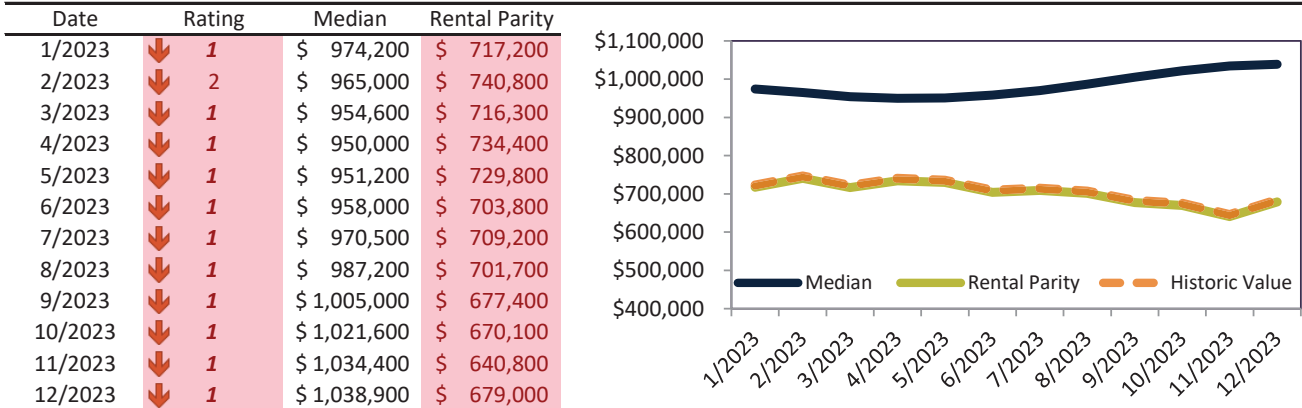 Date Rating Median Rental Parity
1/2023 1 $ 974,200 $ 717,200
2/2023 2 $ 965,000 $ 740,800
3/2023 1 $ 954,600 $ 716,300
4/2023 1 $ 950,000 $ 734,400
5/2023 1 $ 951,200 $ 729,800
6/2023 1 $ 958,000 $ 703,800
7/2023 1 $ 970,500 $ 709,200
8/2023 1 $ 987,200 $ 701,700
9/2023 1 $ 1,005,000 $ 677,400
10/2023 1 $ 1,021,600 $ 670,100
11/2023 1 $ 1,034,400 $ 640,800
12/2023 1 $ 1,038,900 $ 679,000
$1,100,000
$1,000,000
$900,000
$800,000
$700,000
$600,000
$500,000
$400,000
Median Rental Parity Historic Value
1/2023 2/2023 3/2023 4/2023 5/2023 6/2023 7/2023 8/2023 9/2023 10/2023 11/2023 12/2023